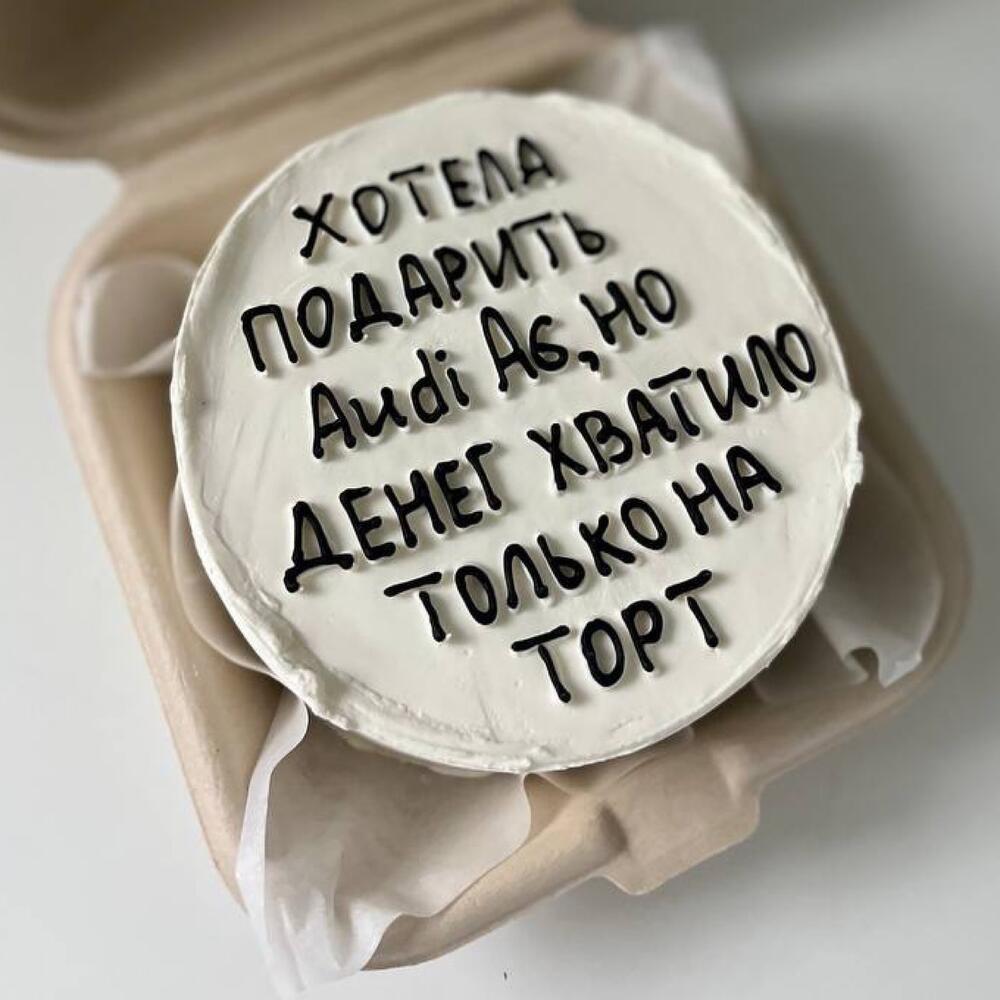 ХОТЕЛА
ПОДАРИТЬ
Audi A6, НО
ДЕНЕГ ХВАТИЛО
ТОЛЬКО НА
ТОРТ